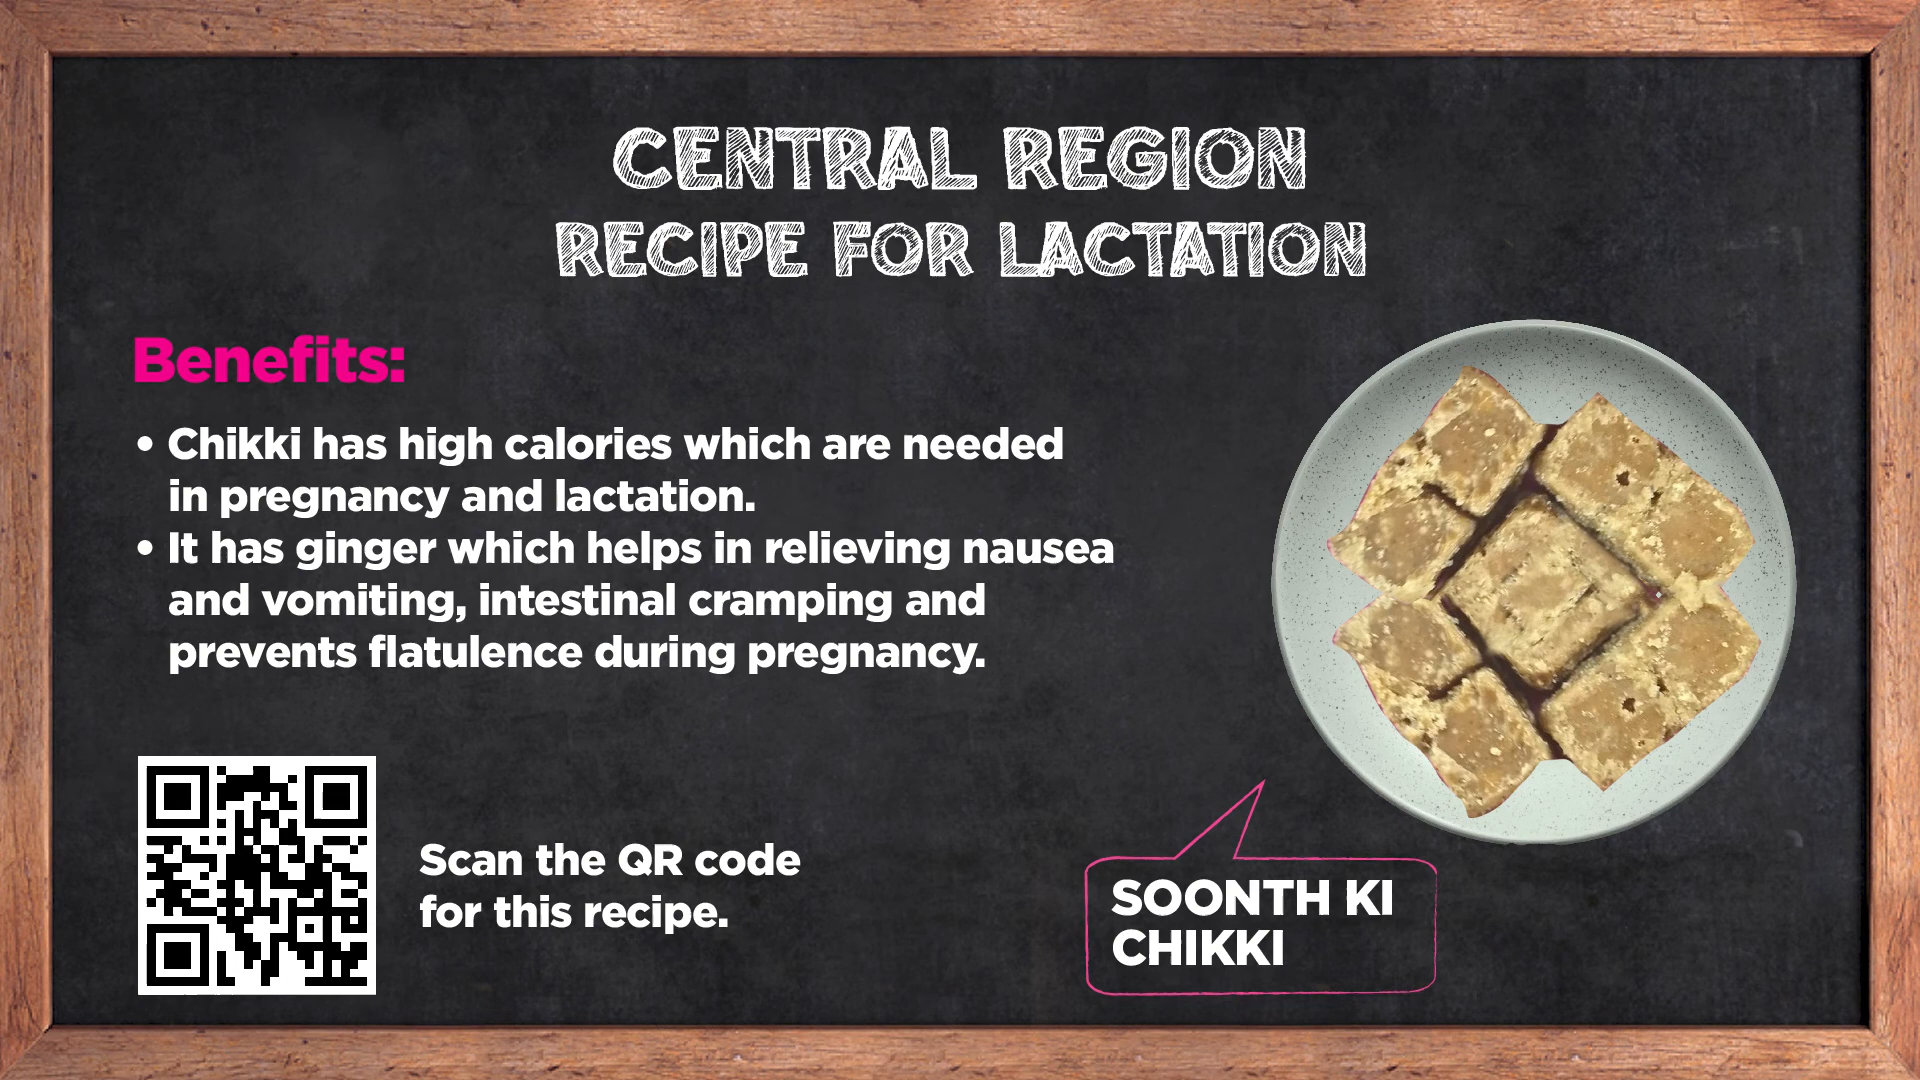 CENTRAL REGION
RECIPE FOR LACTATION
Benefits:
• Chikki has high calories which are needed
in pregnancy and lactation.
• It has ginger which helps in relieving nausea
and vomiting, intestinal cramping and
prevents flatulence during pregnancy.
Scan the QR code
for this recipe.
SOONTH KI
CHIKKI